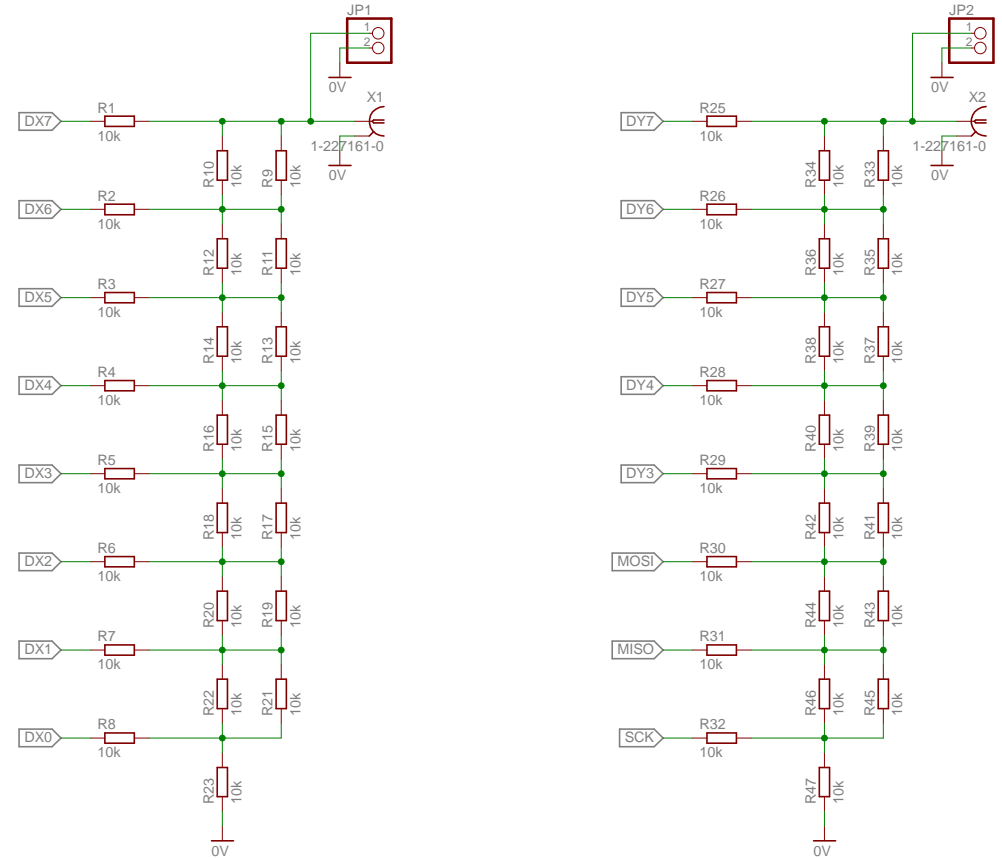 JP1
1
2
0V
X1
1-227161-0
0V
DX7
R1
10k
R10
10k
R9
10k
DX6
R2
10k
R12
10k
R11
10k
DX5
R3
10k
R14
10k
R13
10k
DX4
R4
10k
R16
10k
R15
10k
DX3
R5
10k
R18
10k
R17
10k
DX2
R6
10k
R20
10k
R19
10k
DX1
R7
10k
R22
10k
R21
10k
DX0
R8
10k
R23
10k
0V
JP2
1
2
0V
X2
1-227161-0
0V
DY7
R25
10k
R34
10k
R33
10k
DY6
R26
10k
R36
10k
R35
10k
DY5
R27
10k
R38
10k
R37
10k
DY4
R28
10k
R40
10k
R39
10k
DY3
R29
10k
R42
10k
R41
10k
MOSI
R30
10k
R44
10k
R43
10k
MISO
R31
10k
R46
10k
R45
10k
SCK
R32
10k
R47
10k
0V